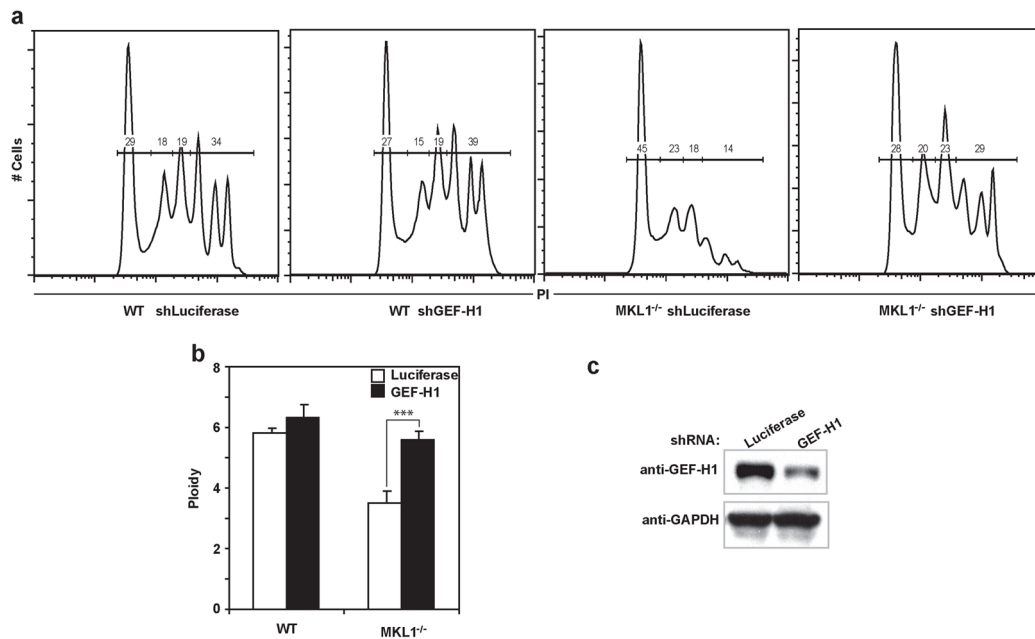 a
# Cells
29 18 19 34
27 15 19 39
45 23 18 14
28 20 23 29
PI
WT shLuciferase
WT shGEF-H1
MKL1-/- shLuciferase
MKL1-/- shGEF-H1
b
8
6
4
2
0
Ploidy
Luciferase
GEF-H1
***
WT
MKL1-/-
c
shRNA:
Luciferase
GEF-H1
anti-GEF-H1
anti-GAPDH